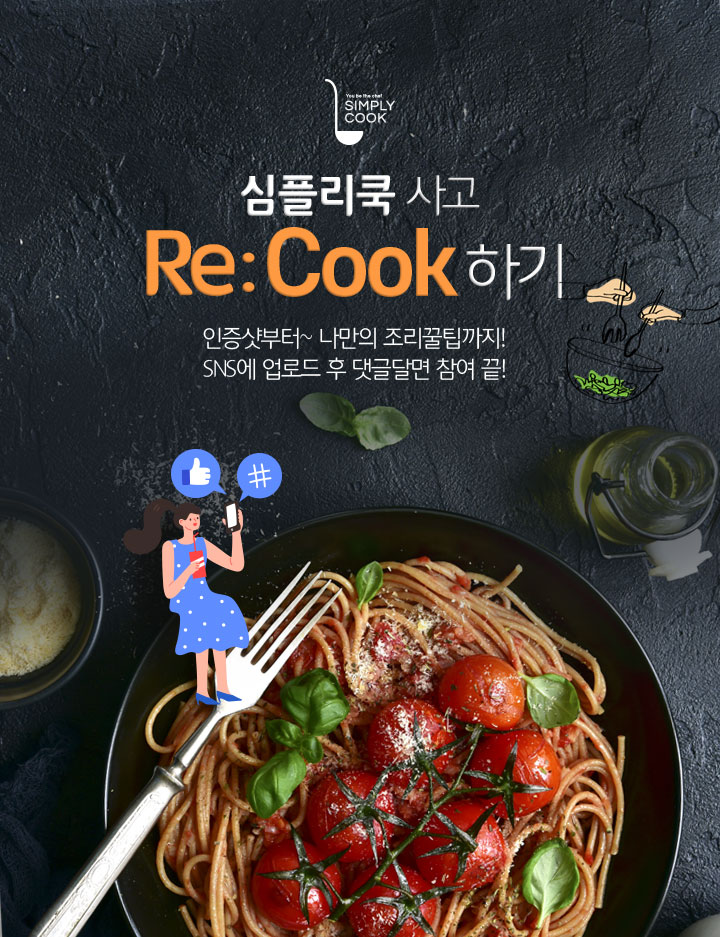 You be the chef.
SIMPLY
COOK
심플리쿡 사고
Re:Cook 하기
인증샷부터~ 나만의 조리꿀팁까지!
SNS에 업로드 후 댓글달면 참여 끝!
#